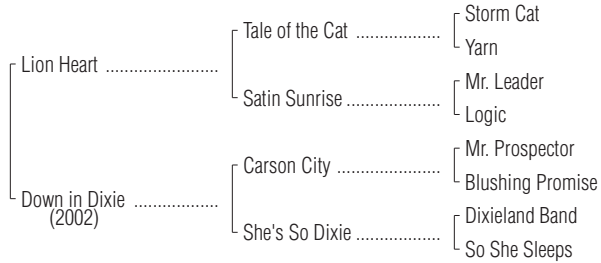 Storm Cat
Tale of the Cat ..................
Yarn
Lion Heart ........................
Mr. Leader
Satin Sunrise ....................
Logic
Mr. Prospector
Carson City ......................
Blushing Promise
Down in Dixie ..................
(2002)
Dixieland Band
She's So Dixie ..................
So She Sleeps